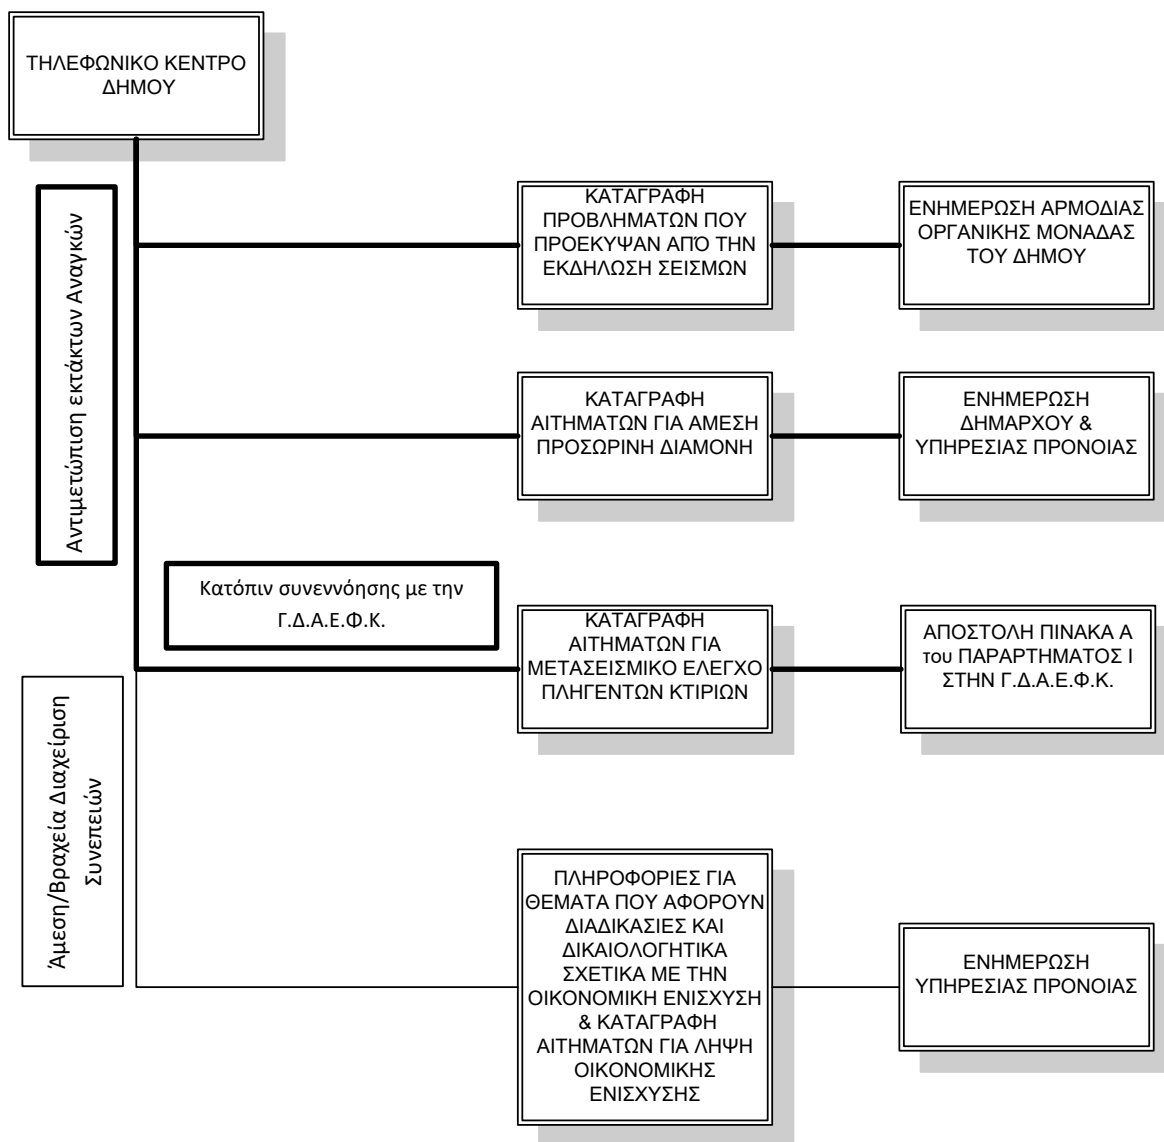 ΤΗΛΕΦΩΝΙΚΟ ΚΕΝΤΡΟ
ΔΗΜΟΥ
Αντιμετώπιση εκτάκτων Αναγκών
ΚΑΤΑΓΡΑΦΗ
ΠΡΟΒΛΗΜΑΤΩΝ ΠΟΥ
ΠΡΟΕΚΥΨΑΝ ΑΠΌ ΤΗΝ
ΕΚΔΗΛΩΣΗ ΣΕΙΣΜΩΝ
ΕΝΗΜΕΡΩΣΗ ΑΡΜΟΔΙΑΣ
ΟΡΓΑΝΙΚΗΣ ΜΟΝΑΔΑΣ
ΤΟΥ ΔΗΜΟΥ
ΚΑΤΑΓΡΑΦΗ
ΑΙΤΗΜΑΤΩΝ ΓΙΑ ΑΜΕΣΗ
ΠΡΟΣΩΡΙΝΗ ΔΙΑΜΟΝΗ
ΕΝΗΜΕΡΩΣΗ
ΔΗΜΑΡΧΟΥ &
ΥΠΗΡΕΣΙΑΣ ΠΡΟΝΟΙΑΣ
Κατόπιν συνεννόησης με την
Γ.Δ.Α.Ε.Φ.Κ.
ΚΑΤΑΓΡΑΦΗ
ΑΙΤΗΜΑΤΩΝ ΓΙΑ
ΜΕΤΑΣΕΙΣΜΙΚΟ ΕΛΕΓΧΟ
ΠΛΗΓΕΝΤΩΝ ΚΤΙΡΙΩΝ
ΑΠΟΣΤΟΛΗ ΠΙΝΑΚΑ Α
του ΠΑΡΑΡΤΗΜΑΤΟΣ Ι
ΣΤΗΝ Γ.Δ.Α.Ε.Φ.Κ.
Άμεση/Βραχεία Διαχείριση
Συνεπειών
ΠΛΗΡΟΦΟΡΙΕΣ ΓΙΑ
ΘΕΜΑΤΑ ΠΟΥ ΑΦΟΡΟΥΝ
ΔΙΑΔΙΚΑΣΙΕΣ ΚΑΙ
ΔΙΚΑΙΟΛΟΓΗΤΙΚΑ
ΣΧΕΤΙΚΑ ΜΕ ΤΗΝ
ΟΙΚΟΝΟΜΙΚΗ ΕΝΙΣΧΥΣΗ
& ΚΑΤΑΓΡΑΦΗ
ΑΙΤΗΜΑΤΩΝ ΓΙΑ ΛΗΨΗ
ΟΙΚΟΝΟΜΙΚΗΣ
ΕΝΙΣΧΥΣΗΣ
ΕΝΗΜΕΡΩΣΗ
ΥΠΗΡΕΣΙΑΣ ΠΡΟΝΟΙΑΣ